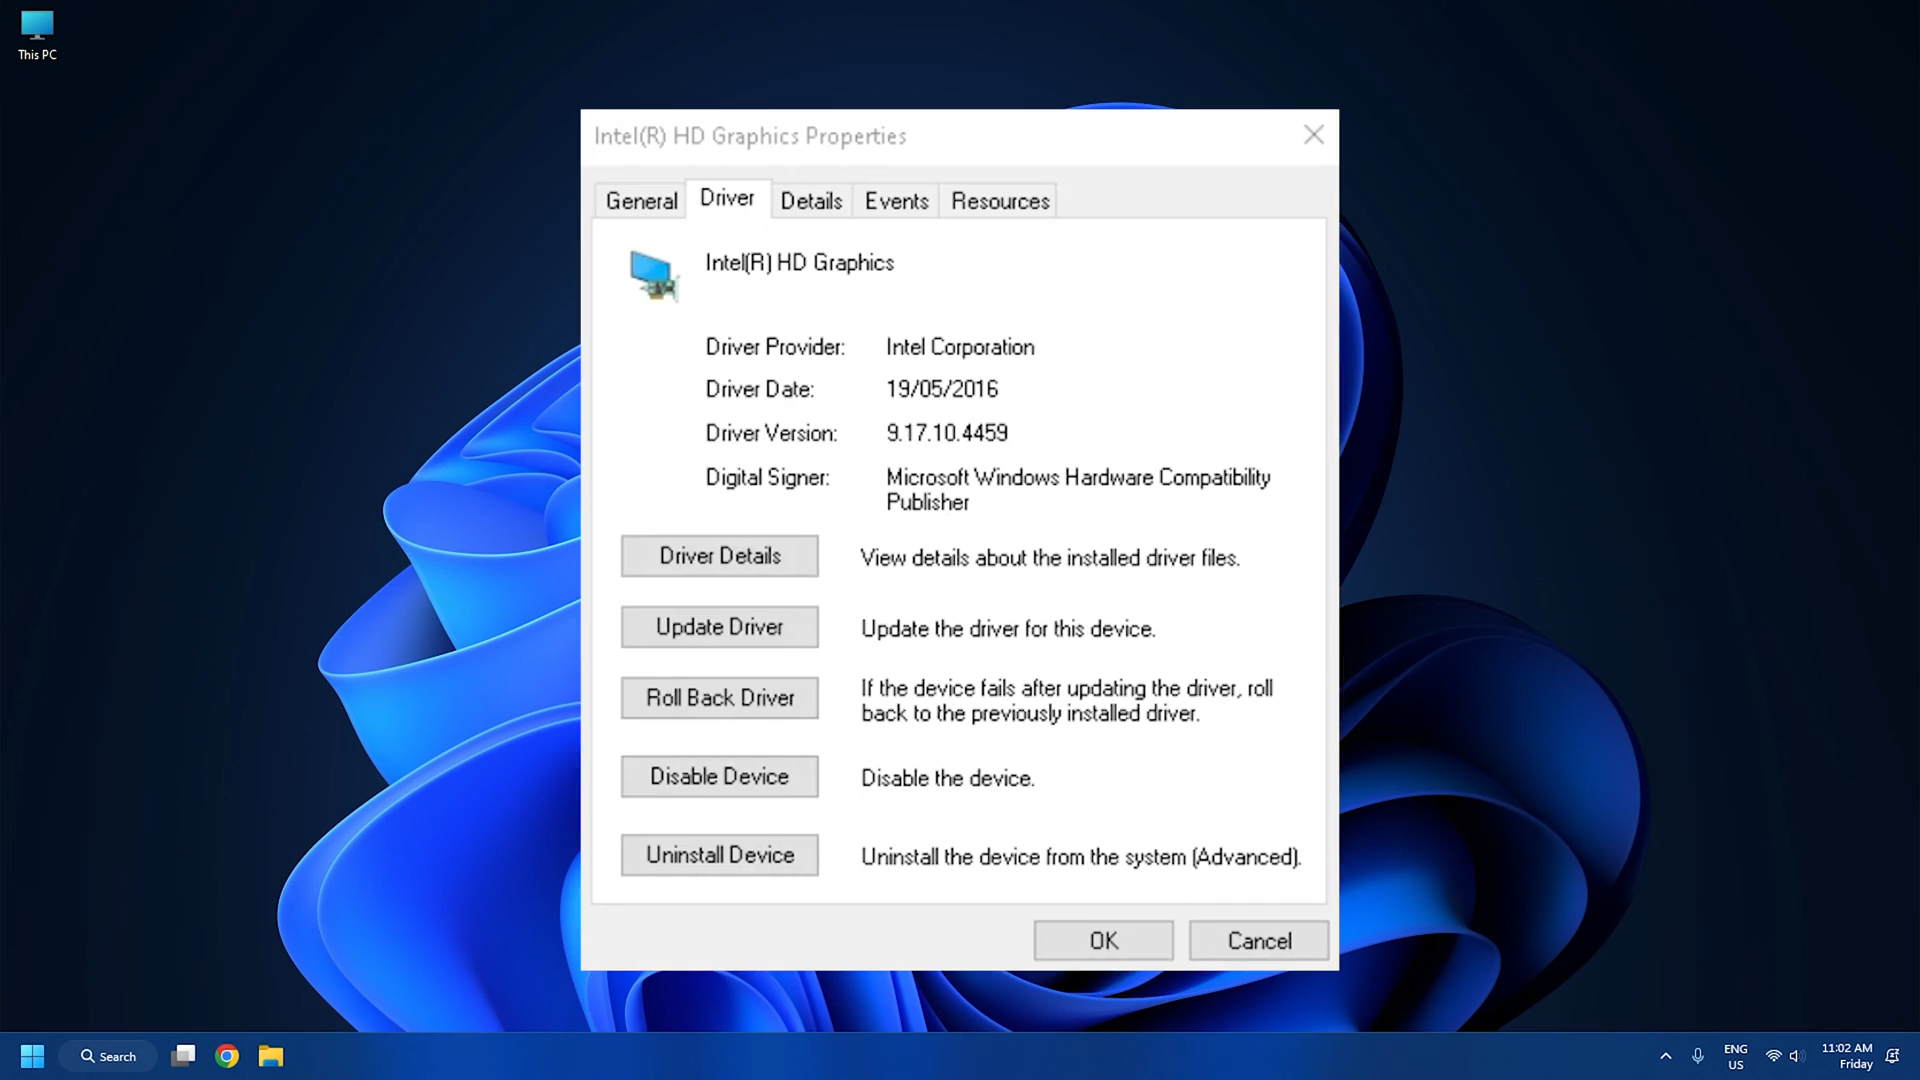 This PC
Intel(R) HD Graphics Properties
General Driver Details Events Resources
Intel(R) HD Graphics
Driver Provider: Intel Corporation
Driver Date: 19/05/2016
Driver Version: 9.17.10.4459
Digital Signer: Microsoft Windows Hardware Compatibility
Publisher
Driver Details View details about the installed driver files.
Update Driver Update the driver for this device.
Roll Back Driver If the device fails after updating the driver, roll
back to the previously installed driver.
Disable Device Disable the device.
Uninstall Device Uninstall the device from the system (Advanced).
OK Cancel
Search
ENG
US
11:02 AM
Friday